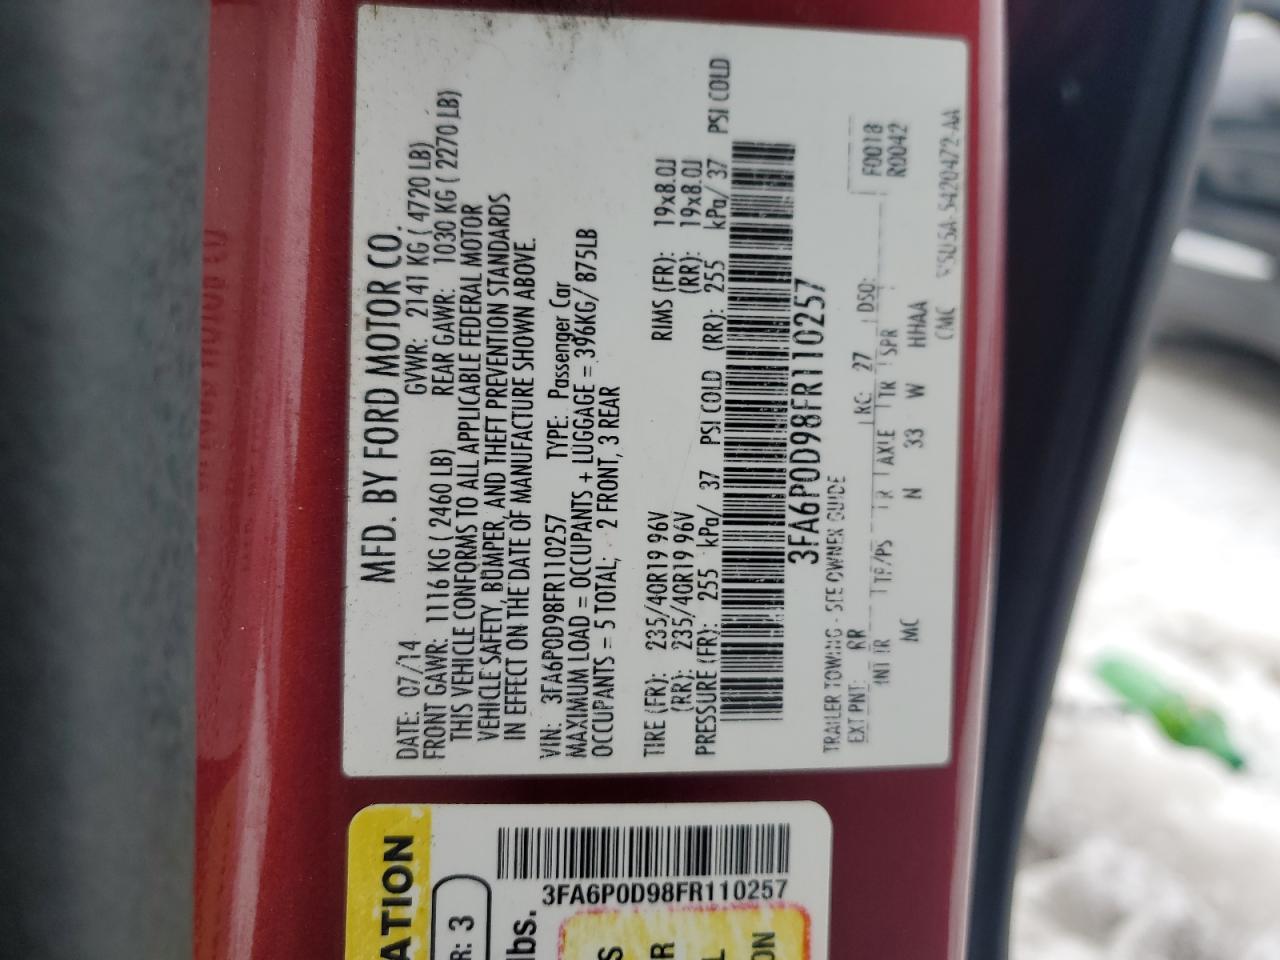 MFD. BY FORD MOTOR CO.
DATE: 07/14 GVWR: 2141 KG ( 4720 LB)
FRONT GAWR: 1116 KG ( 2460 LB) REAR GAWR: 1030 KG ( 2270 LB)
THIS VEHICLE CONFORMS TO ALL APPLICABLE FEDERAL MOTOR
VEHICLE SAFETY, BUMPER, AND THEFT PREVENTION STANDARDS
IN EFFECT ON THE DATE OF MANUFACTURE SHOWN ABOVE.
VIN: 3FA6P0D98FR110257 TYPE: Passenger Car
MAXIMUM LOAD = OCCUPANTS + LUGGAGE = 396KG/ 875LB
OCCUPANTS = 5 TOTAL; 2 FRONT, 3 REAR
TIRE (FR): 235/40R19 96V RIMS (FR): 19x8.0J
(RR): 235/40R19 96V (RR): 19x8.0J
PRESSURE (FR): 255 kPa/ 37 PSI COLD (RR): 255 kPa/ 37 PSI COLD
3FA6P0D98FR110257
TRAILER TOWING - SEE OWNER GUIDE
EXT PNT: RR RC: 27 DSO: F0018
R0042
INT TR TP/PS R AXLE TR SPR
MC N 33 W HHAA
CMC
ATION
R: 3
3FA6P0D98FR110257
lbs.
S
R
L
ON